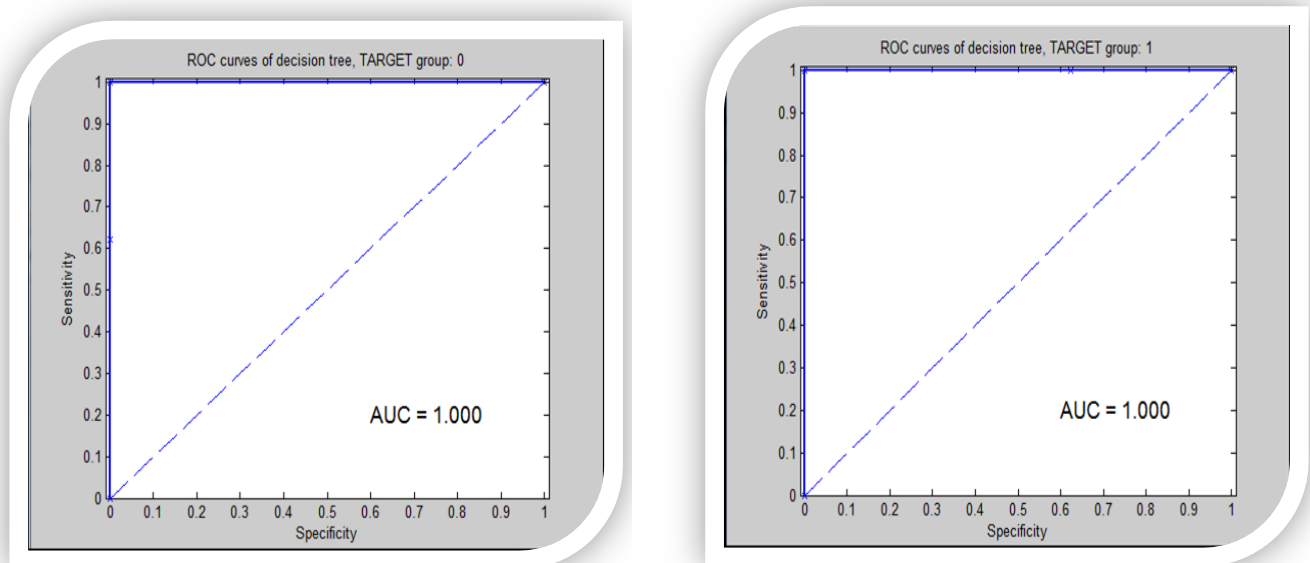 ROC curves of decision tree, TARGET group: 0
1
0.9
0.8
0.7
0.6
0.5
0.4
0.3
0.2
0.1
0
Sensitivity
AUC = 1.000
0 0.1 0.2 0.3 0.4 0.5 0.6 0.7 0.8 0.9 1
Specificity
ROC curves of decision tree, TARGET group: 1
1
0.9
0.8
0.7
0.6
0.5
0.4
0.3
0.2
0.1
0
Sensitivity
AUC = 1.000
0 0.1 0.2 0.3 0.4 0.5 0.6 0.7 0.8 0.9 1
Specificity